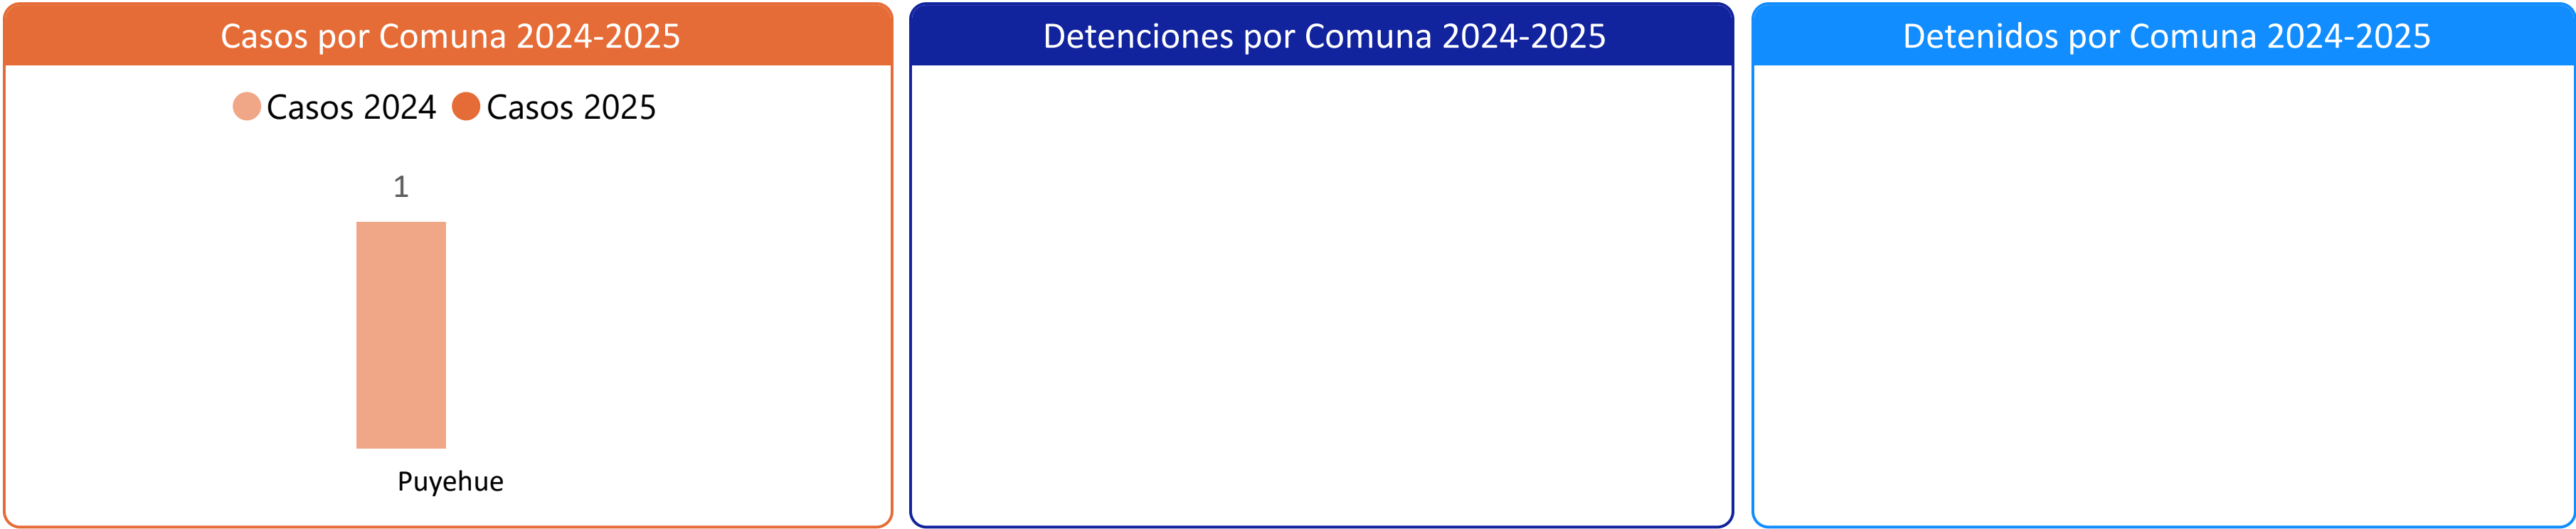 Casos por Comuna 2024-2025
Casos 2024 Casos 2025
1
Puyehue
Detenciones por Comuna 2024-2025
Detenidos por Comuna 2024-2025